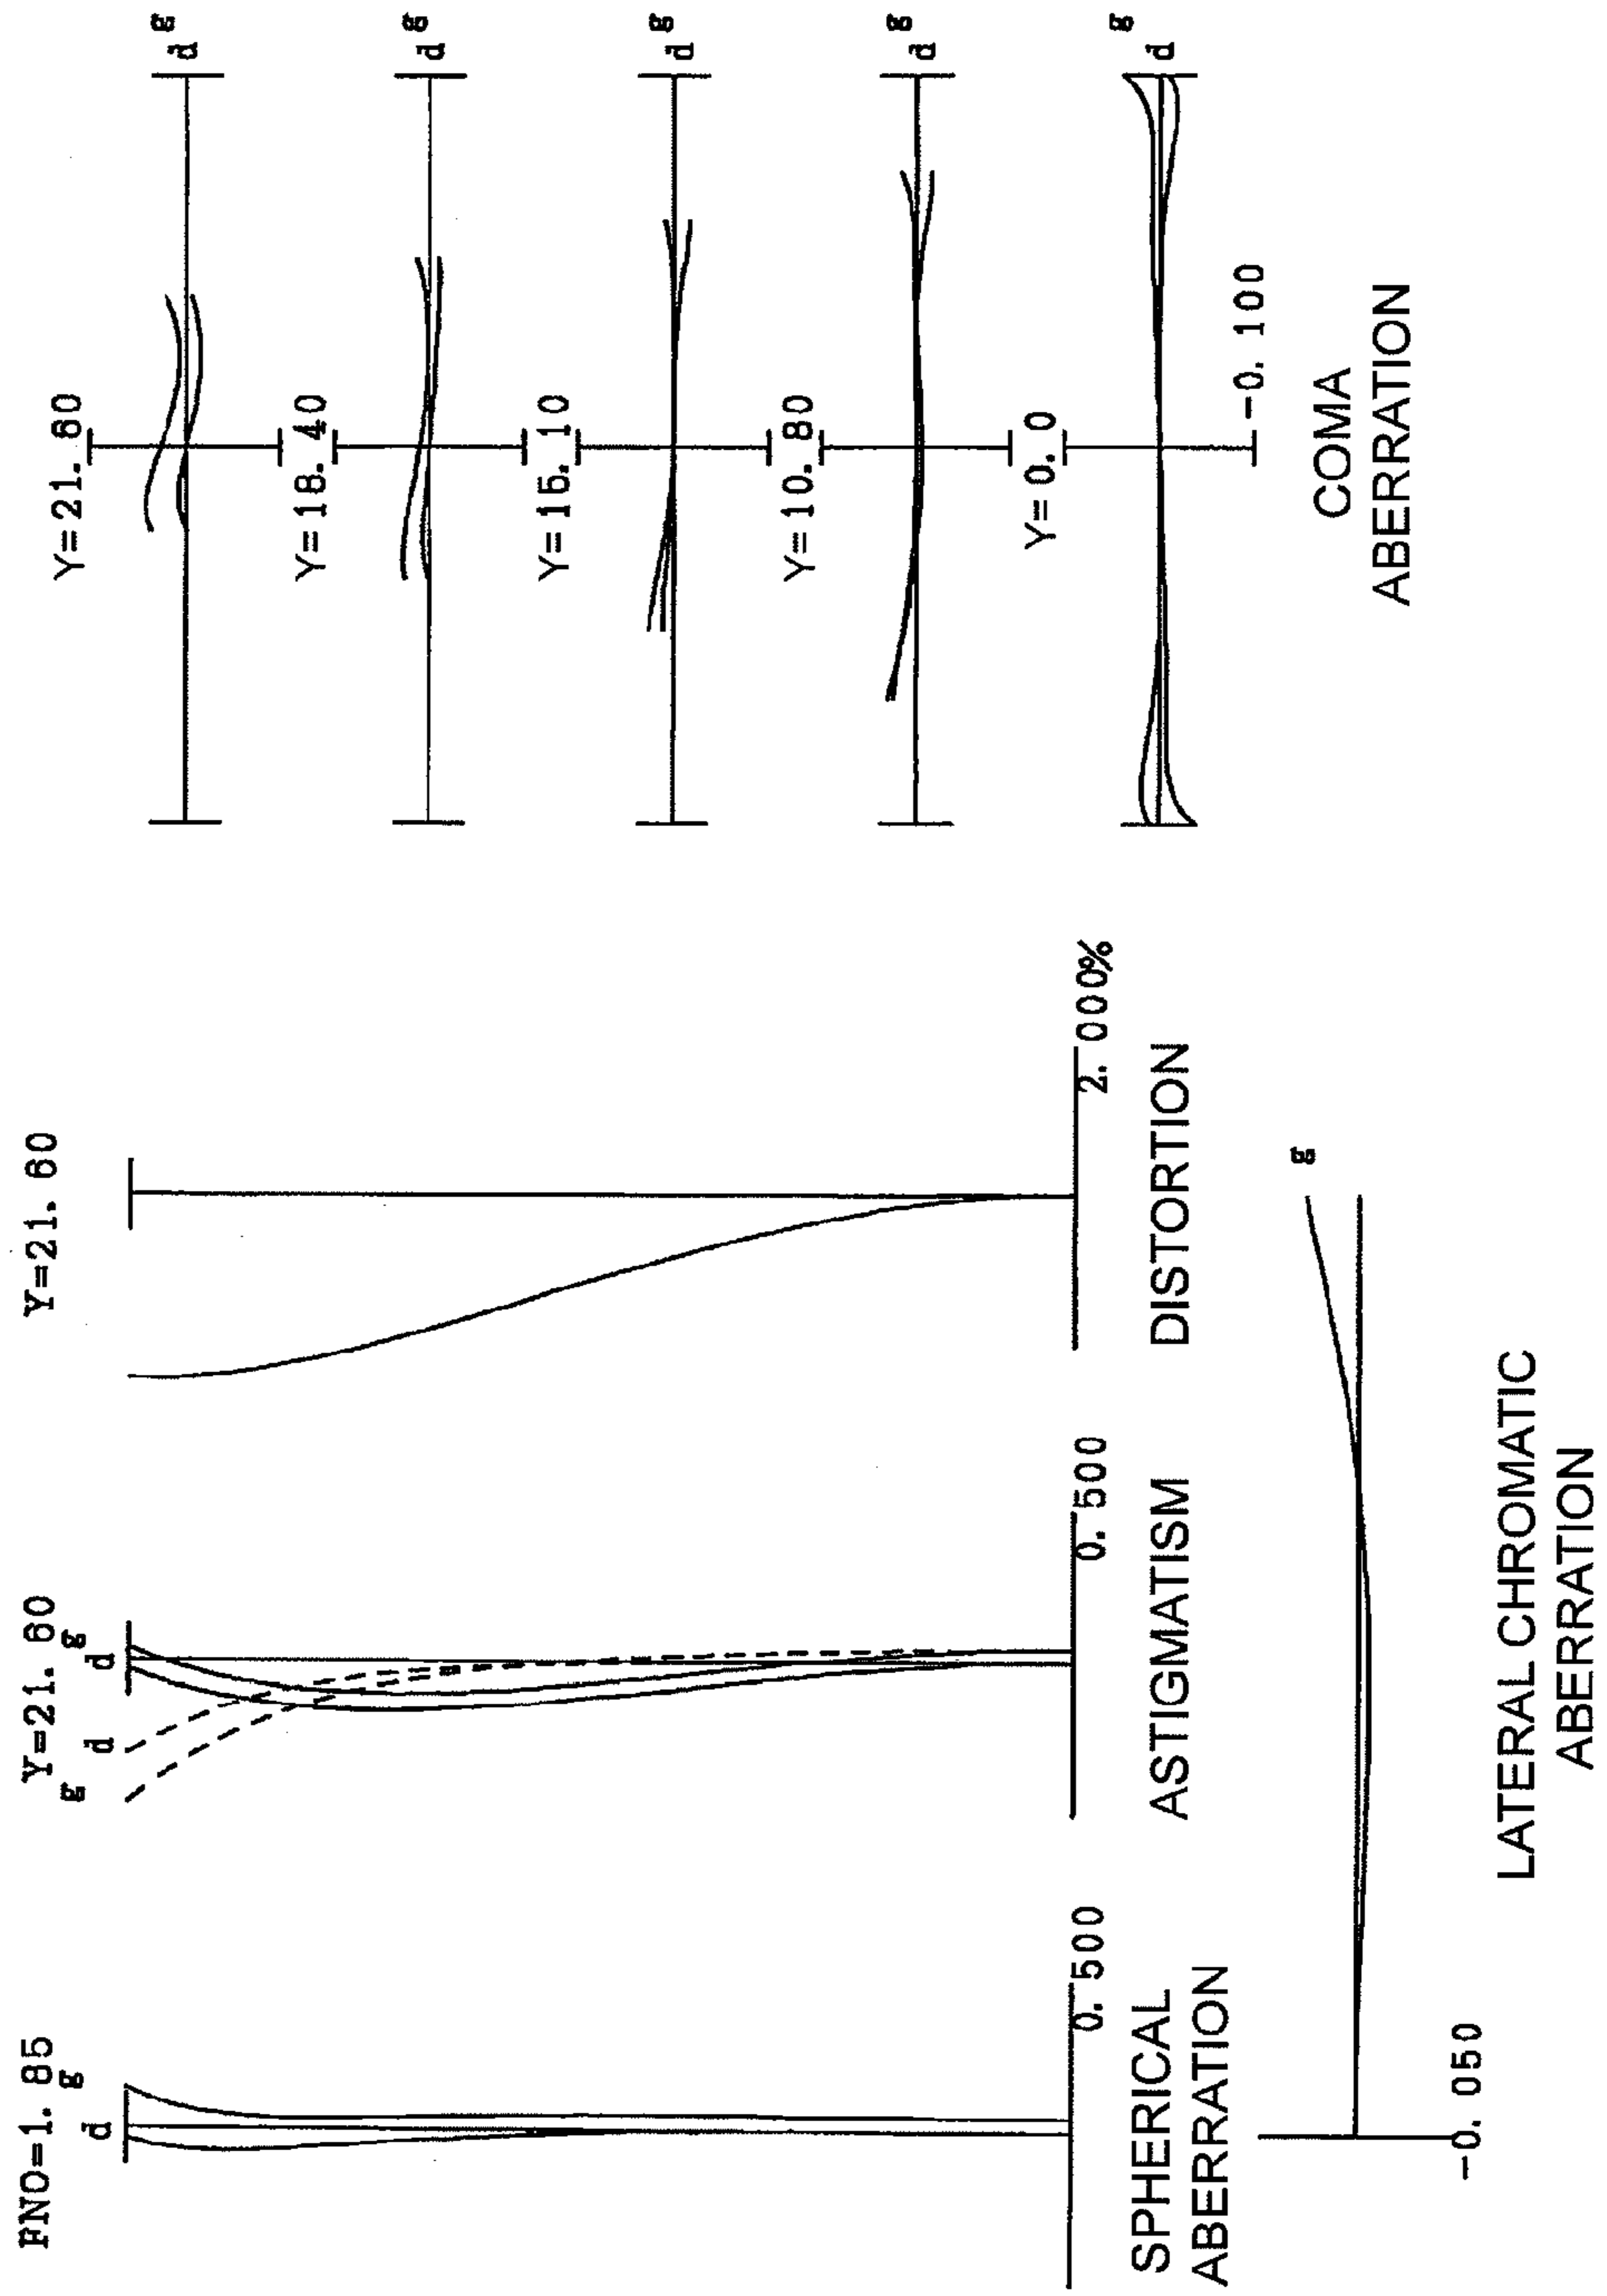 FNO=1.85
d g
0.500
SPHERICAL
ABERRATION
Y=21.60
g d d g
0.500
ASTIGMATISM
Y=21.60
2.000%
DISTORTION
g
-0.050
LATERAL CHROMATIC
ABERRATION
Y=21.60
d g
Y=18.40
d g
Y=15.10
d g
Y=10.80
d g
Y=0.0
d g
-0.100
COMA
ABERRATION